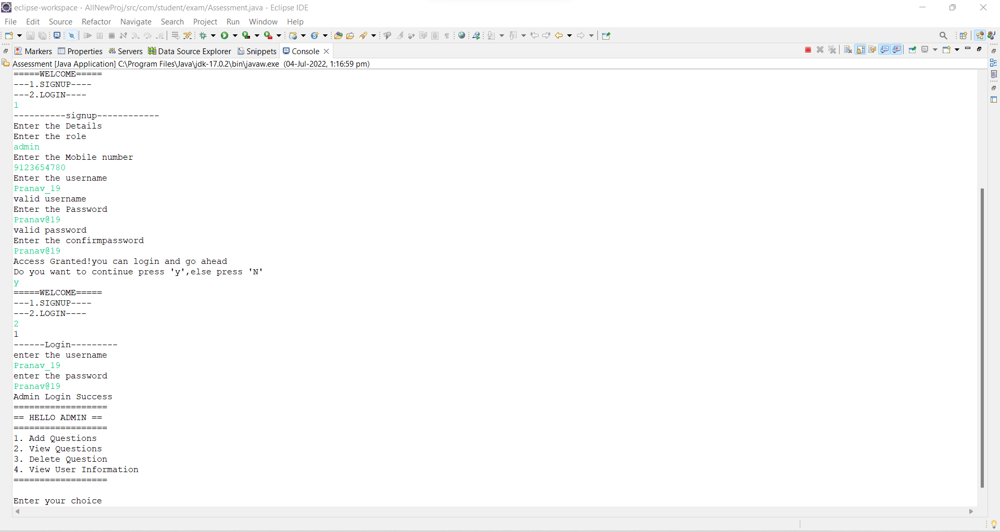 eclipse-workspace - AllNewProj/src/com/student/exam/Assessment.java - Eclipse IDE
File Edit Source Refactor Navigate Search Project Run Window Help
Markers Properties Servers Data Source Explorer Snippets Console
Assessment [Java Application] C:\Program Files\Java\jdk-17.0.2\bin\javaw.exe (04-Jul-2022, 1:16:59 pm)
=====WELCOME=====
---1.SIGNUP----
---2.LOGIN----
1
----------signup------------
Enter the Details
Enter the role
admin
Enter the Mobile number
9123654780
Enter the username
Pranav_19
valid username
Enter the Password
Pranav@19
valid password
Enter the confirmpassword
Pranav@19
Access Granted!you can login and go ahead
Do you want to continue press 'y',else press 'N'
y
=====WELCOME=====
---1.SIGNUP----
---2.LOGIN----
2
1
------Login---------
enter the username
Pranav_19
enter the password
Pranav@19
Admin Login Success
==================
== HELLO ADMIN ==
==================
1. Add Questions
2. View Questions
3. Delete Question
4. View User Information
==================
Enter your choice